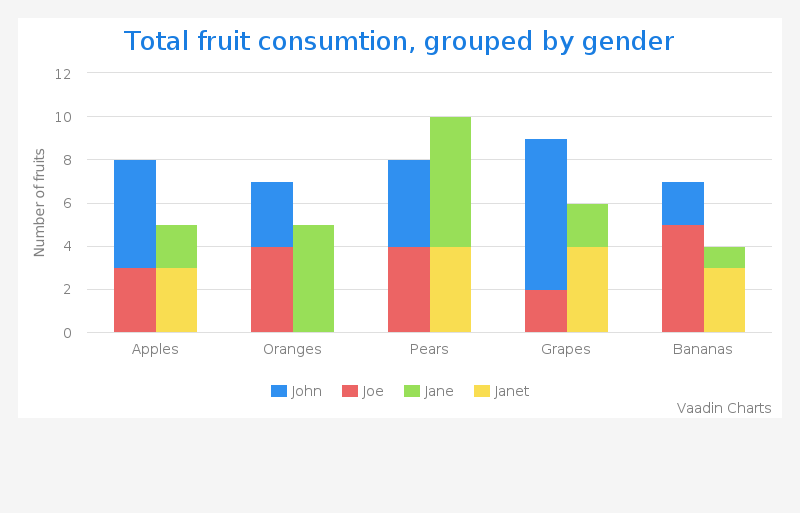 Total fruit consumtion, grouped by gender
Number of fruits
12
10
8
6
4
2
0
Apples Oranges Pears Grapes Bananas
John Joe Jane Janet
Vaadin Charts